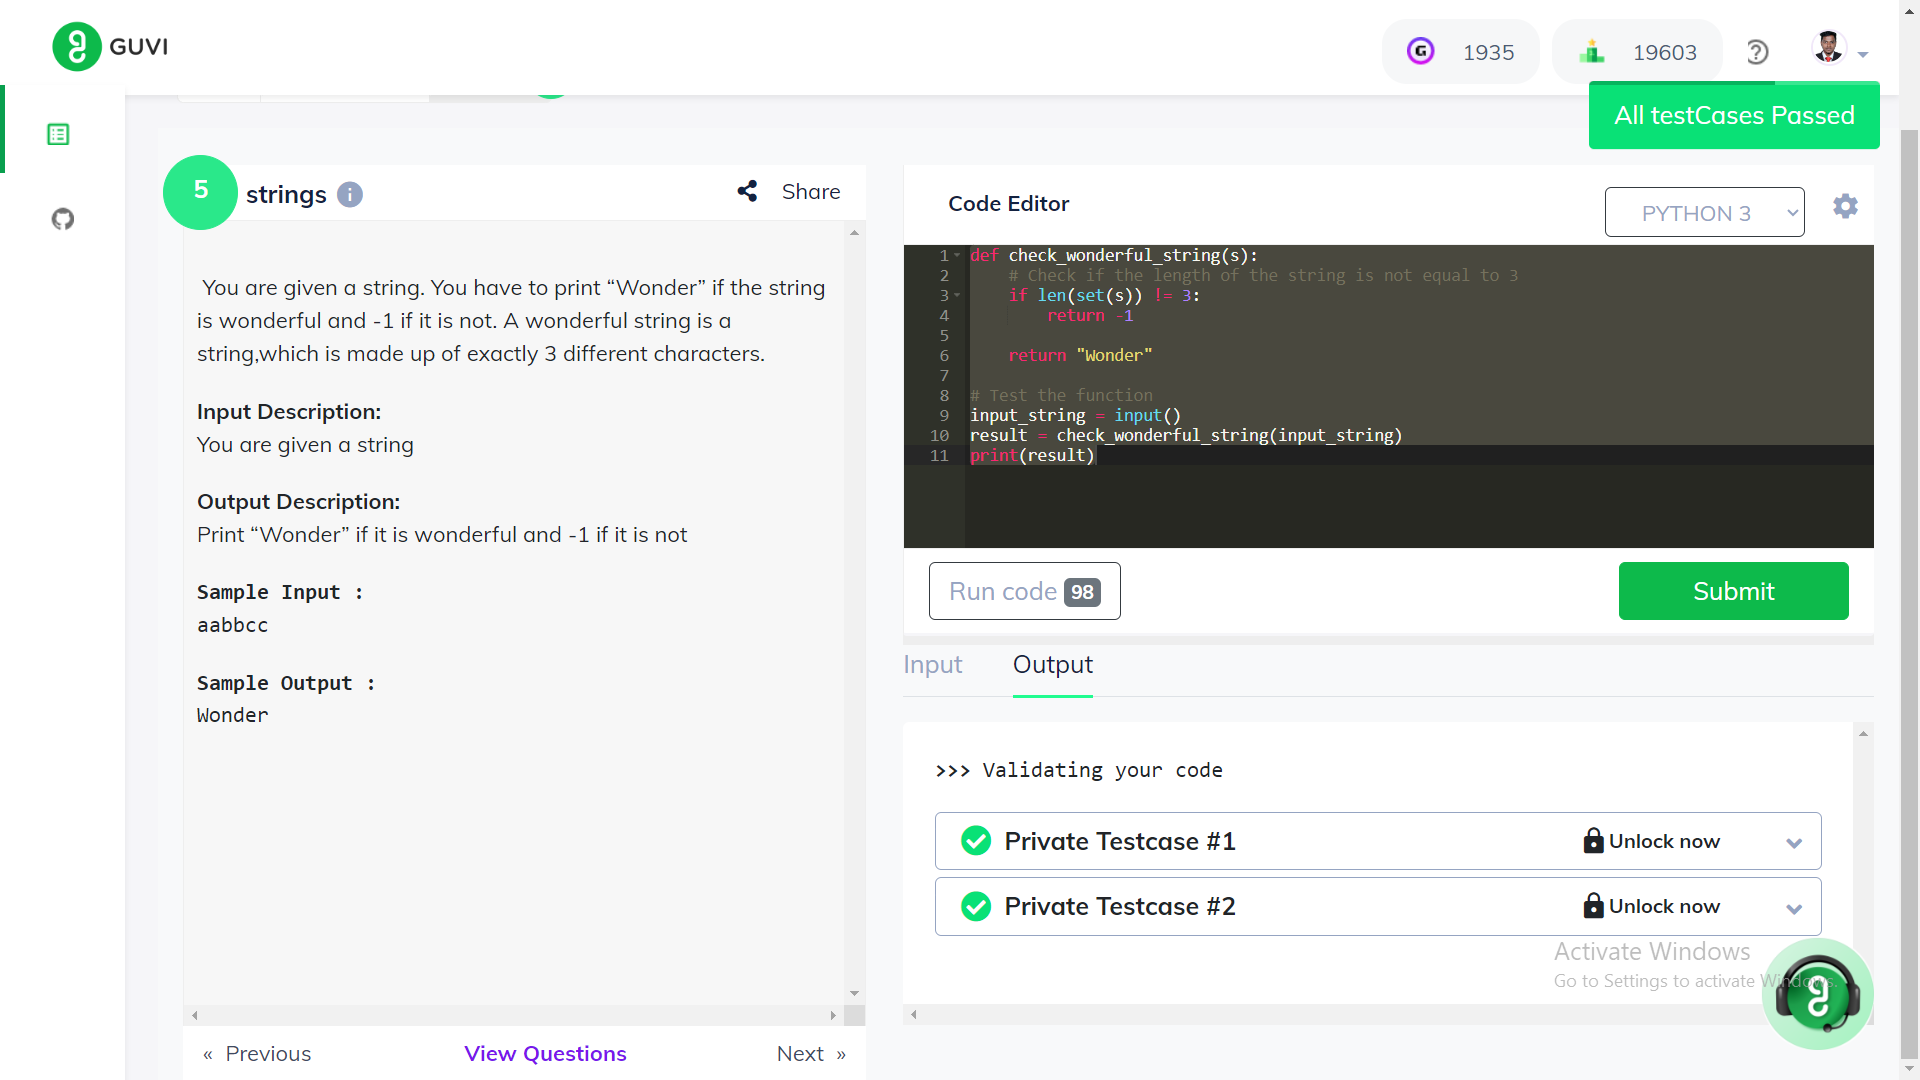 GUVI
1935
19603
All testCases Passed
5
strings
Share
You are given a string. You have to print “Wonder” if the string
is wonderful and -1 if it is not. A wonderful string is a
string,which is made up of exactly 3 different characters.
Input Description:
You are given a string
Output Description:
Print “Wonder” if it is wonderful and -1 if it is not
Sample Input :
aabbcc
Sample Output :
Wonder
« Previous
View Questions
Next »
Code Editor
PYTHON 3
1 def check_wonderful_string(s):
2 # Check if the length of the string is not equal to 3
3 if len(set(s)) != 3:
4 return -1
5
6 return "Wonder"
7
8 # Test the function
9 input_string = input()
10 result = check_wonderful_string(input_string)
11 print(result)
Run code 98
Submit
Input
Output
>>> Validating your code
Private Testcase #1
Unlock now
Private Testcase #2
Unlock now
Activate Windows
Go to Settings to activate Windows.